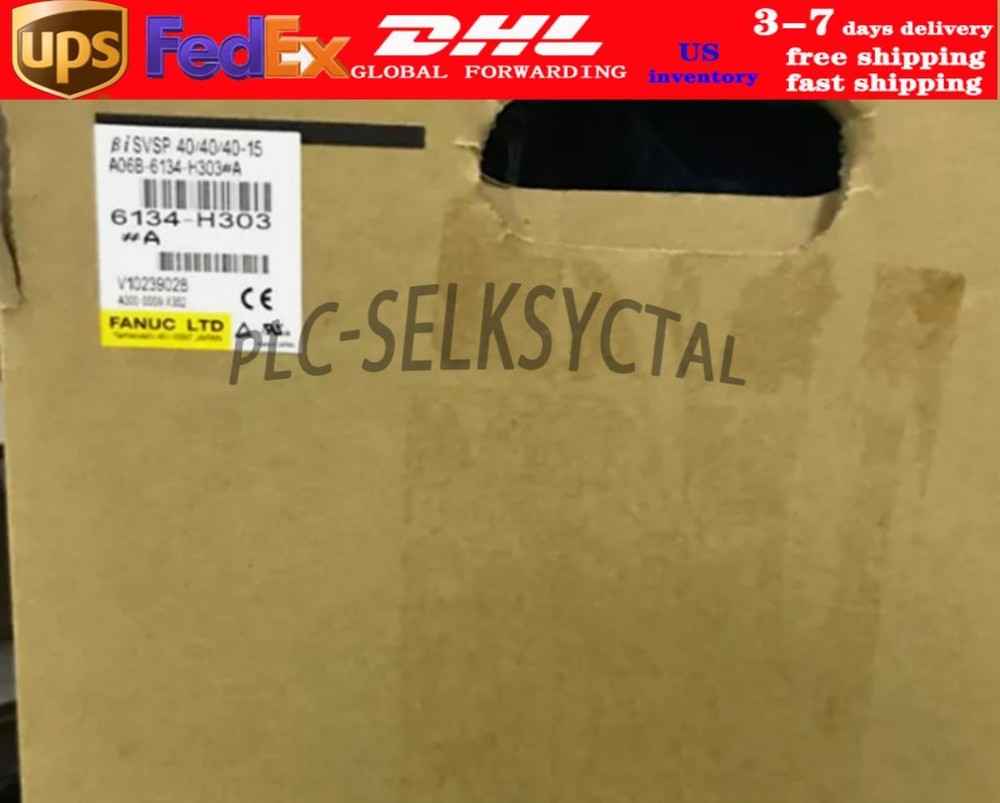 ups FedEx DHL
GLOBAL FORWARDING
US
inventory
3-7 days delivery
free shipping
fast shipping
βiSVSP 40/40/40-15
A06B-6134-H303#A
6134-H303
#A
V10239028
CE
FANUC LTD
PLC-SELKSYCTAL